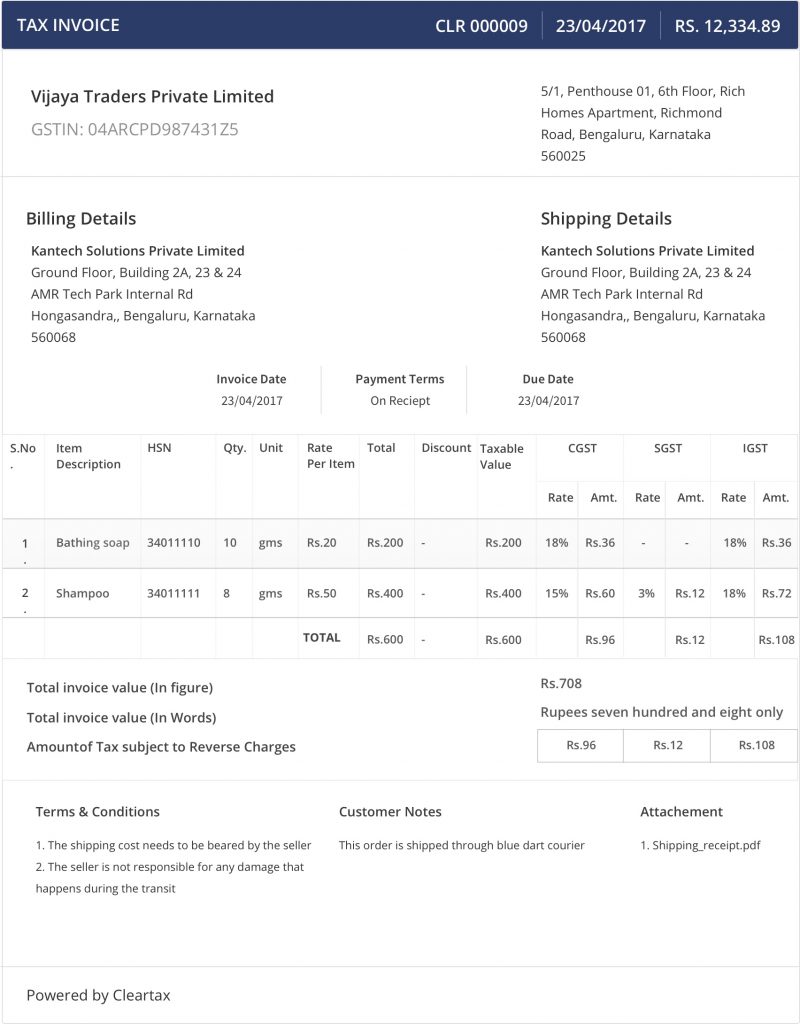 TAX INVOICE
CLR 000009 23/04/2017 RS. 12,334.89
Vijaya Traders Private Limited
GSTIN: 04ARCPD987431Z5
5/1, Penthouse 01, 6th Floor, Rich
Homes Apartment, Richmond
Road, Bengaluru, Karnataka
560025
Billing Details
Kantech Solutions Private Limited
Ground Floor, Building 2A, 23 & 24
AMR Tech Park Internal Rd
Hongasandra,, Bengaluru, Karnataka
560068
Shipping Details
Kantech Solutions Private Limited
Ground Floor, Building 2A, 23 & 24
AMR Tech Park Internal Rd
Hongasandra,, Bengaluru, Karnataka
560068
Invoice Date Payment Terms Due Date
23/04/2017 On Reciept 23/04/2017
S.No Item HSN Qty. Unit Rate Total Discount Taxable CGST SGST IGST
. Description Per Item Value
Rate Amt. Rate Amt. Rate Amt.
1 Bathing soap 34011110 10 gms Rs.20 Rs.200 - Rs.200 18% Rs.36 - - 18% Rs.36
.
2 Shampoo 34011111 8 gms Rs.50 Rs.400 - Rs.400 15% Rs.60 3% Rs.12 18% Rs.72
.
TOTAL Rs.600 - Rs.600 Rs.96 Rs.12 Rs.108
Total invoice value (In figure) Rs.708
Total invoice value (In Words) Rupees seven hundred and eight only
Amountof Tax subject to Reverse Charges Rs.96 Rs.12 Rs.108
Terms & Conditions
1. The shipping cost needs to be beared by the seller
2. The seller is not responsible for any damage that
happens during the transit
Customer Notes
This order is shipped through blue dart courier
Attachement
1. Shipping_receipt.pdf
Powered by Cleartax